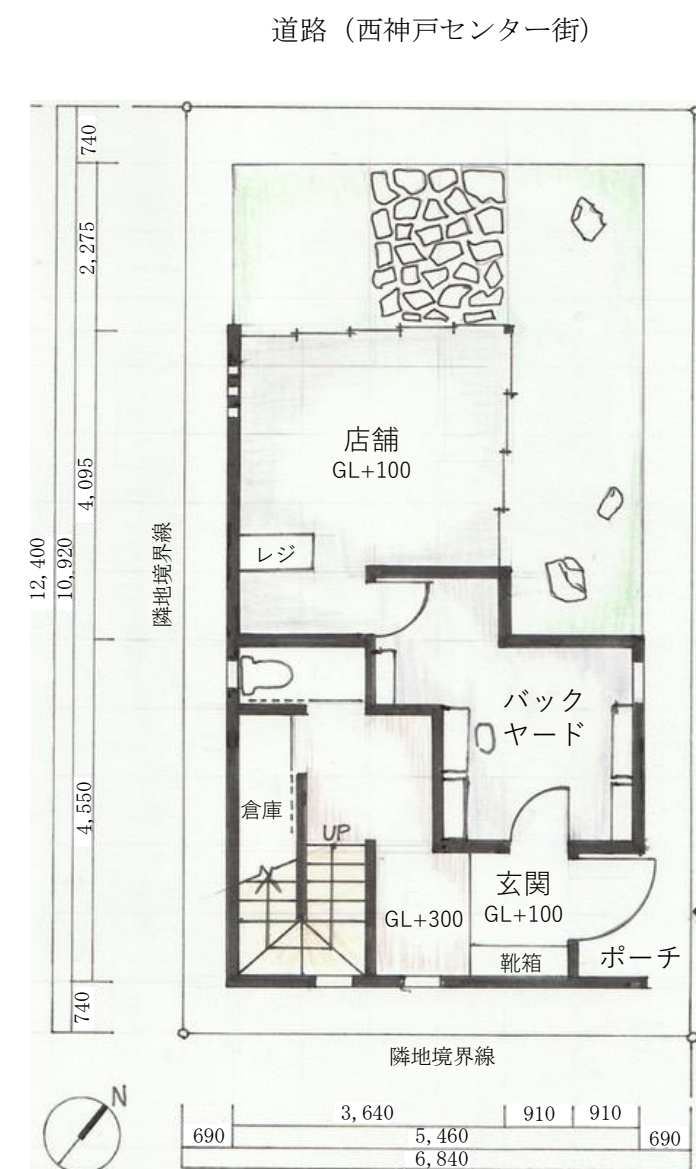 道路（西神戸センター街）
740
2,275
店舗
GL+100
4,095
12,400
10,920
隣地境界線
レジ
バック
ヤード
倉庫
4,550
UP
玄関
GL+300
GL+100
靴箱
ポーチ
740
隣地境界線
N
3,640
910
910
690
5,460
690
6,840